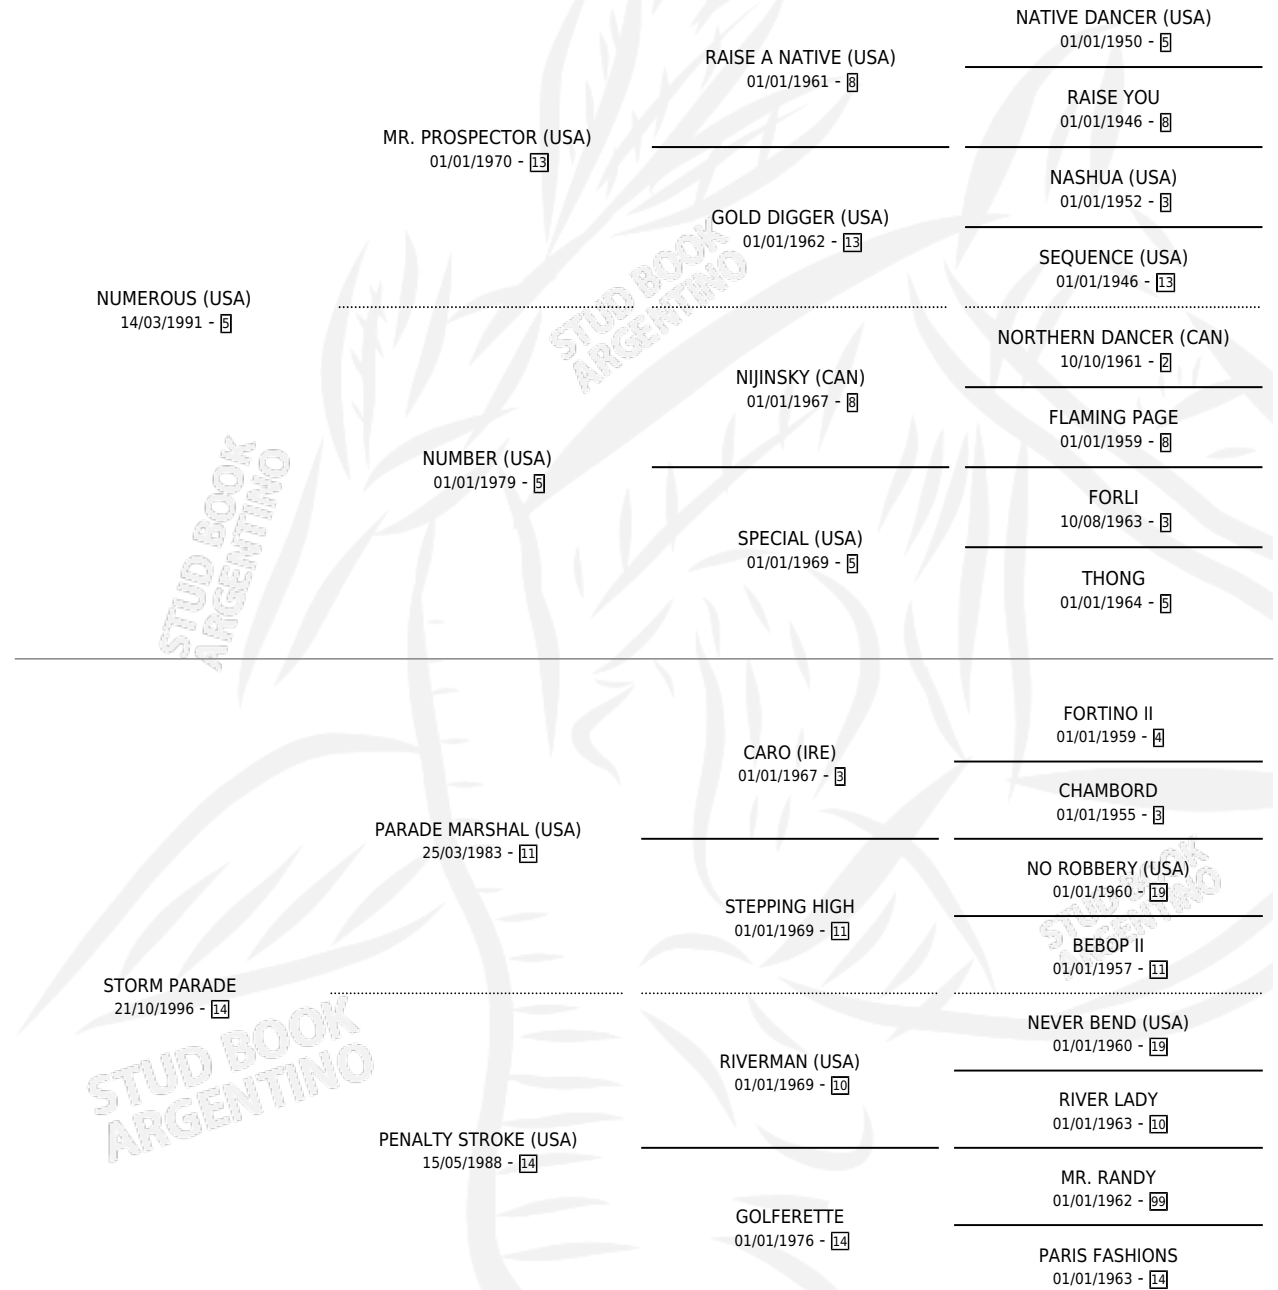 NATIVE DANCER (USA)
01/01/1950 - 5
RAISE A NATIVE (USA)
01/01/1961 - 8
RAISE YOU
01/01/1946 - 8
MR. PROSPECTOR (USA)
01/01/1970 - 13
NASHUA (USA)
01/01/1952 - 3
GOLD DIGGER (USA)
01/01/1962 - 13
SEQUENCE (USA)
01/01/1946 - 13
NUMEROUS (USA)
14/03/1991 - 5
STUD BOOK
ARGENTINO
NORTHERN DANCER (CAN)
10/10/1961 - 2
NIJINSKY (CAN)
01/01/1967 - 8
FLAMING PAGE
01/01/1959 - 8
NUMBER (USA)
01/01/1979 - 5
FORLI
10/08/1963 - 3
SPECIAL (USA)
01/01/1969 - 5
THONG
01/01/1964 - 5
STUD BOOK
ARGENTINO
FORTINO II
01/01/1959 - 4
CARO (IRE)
01/01/1967 - 3
CHAMBORD
01/01/1955 - 3
PARADE MARSHAL (USA)
25/03/1983 - 11
NO ROBBERY (USA)
01/01/1960 - 19
STEPPING HIGH
01/01/1969 - 11
BEBOP II
01/01/1957 - 11
STUD BOOK
ARGENTINO
STORM PARADE
21/10/1996 - 14
NEVER BEND (USA)
01/01/1960 - 19
RIVERMAN (USA)
01/01/1969 - 10
RIVER LADY
01/01/1963 - 10
STUD BOOK
ARGENTINO
PENALTY STROKE (USA)
15/05/1988 - 14
MR. RANDY
01/01/1962 - 99
GOLFERETTE
01/01/1976 - 14
PARIS FASHIONS
01/01/1963 - 14